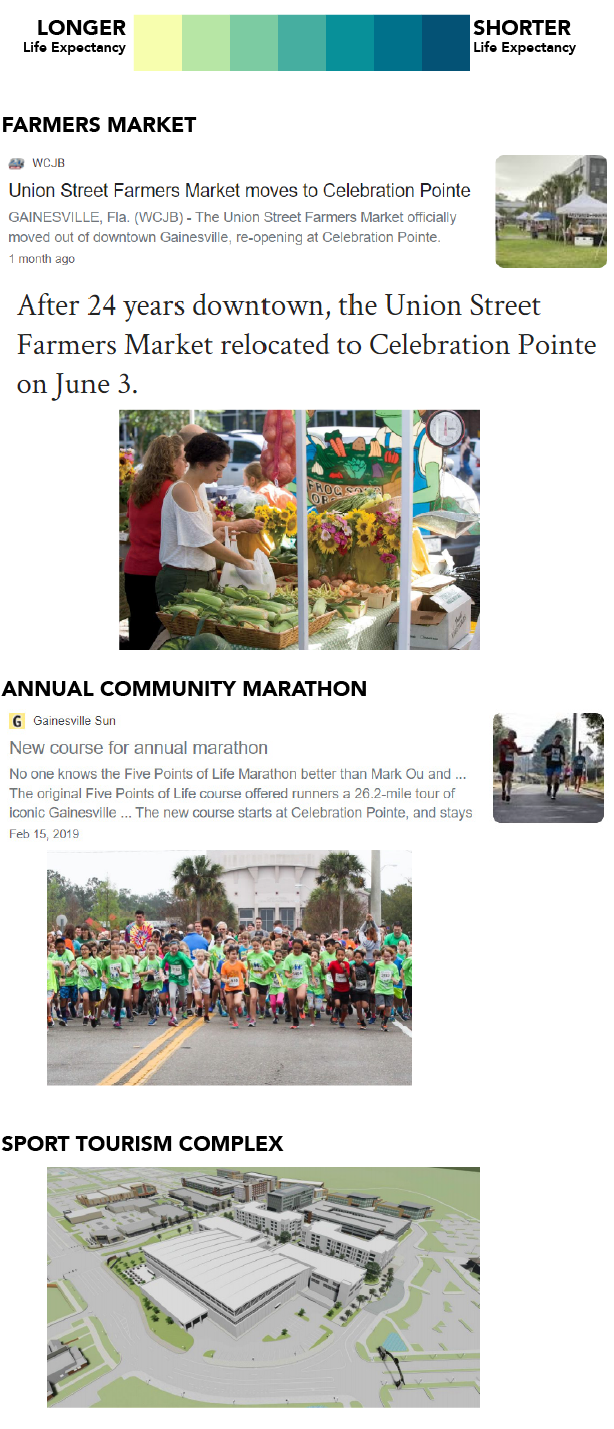 LONGER
Life Expectancy
SHORTER
Life Expectancy
FARMERS MARKET
WCJB
Union Street Farmers Market moves to Celebration Pointe
GAINESVILLE, Fla. (WCJB) - The Union Street Farmers Market officially
moved out of downtown Gainesville, re-opening at Celebration Pointe.
1 month ago
After 24 years downtown, the Union Street
Farmers Market relocated to Celebration Pointe
on June 3.
FROG SONG
ANNUAL COMMUNITY MARATHON
G Gainesville Sun
New course for annual marathon
No one knows the Five Points of Life Marathon better than Mark Ou and ...
The original Five Points of Life course offered runners a 26.2-mile tour of
iconic Gainesville ... The new course starts at Celebration Pointe, and stays
Feb 15, 2019
SPORT TOURISM COMPLEX